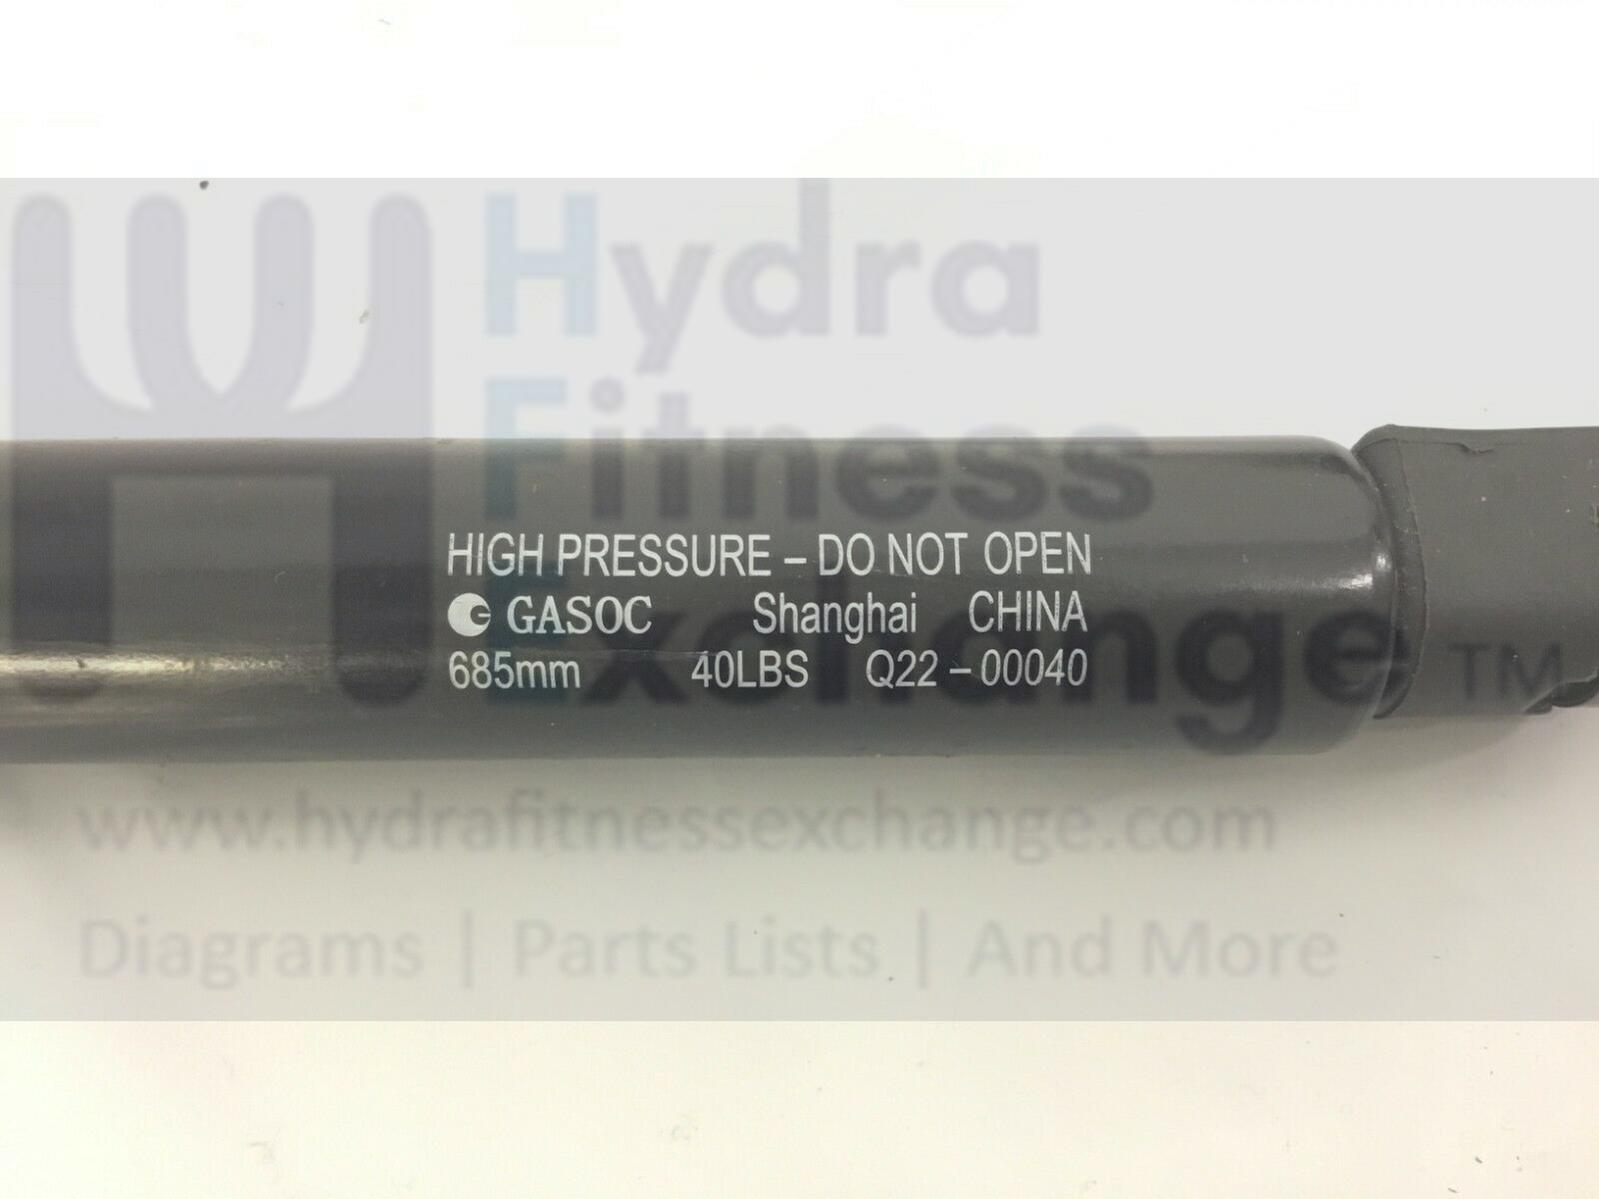 Hydra
Fitness
HIGH PRESSURE – DO NOT OPEN
GASOC Shanghai CHINA
Exchange TM
685mm 40LBS Q22 – 00040
www.hydrafitnessexchange.com
Diagrams | Parts Lists | And More